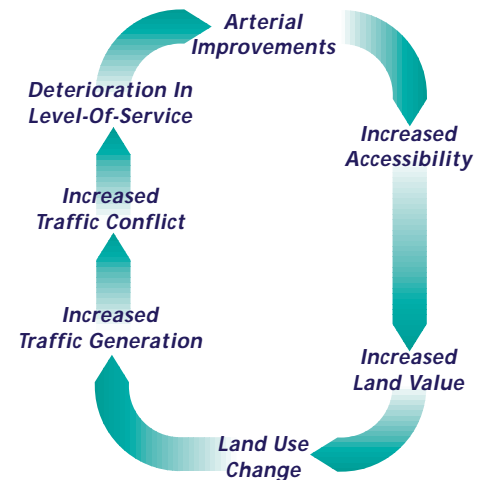 Arterial
Improvements
Increased
Accessibility
Increased
Land Value
Land Use
Change
Increased
Traffic Generation
Increased
Traffic Conflict
Deterioration In
Level-Of-Service